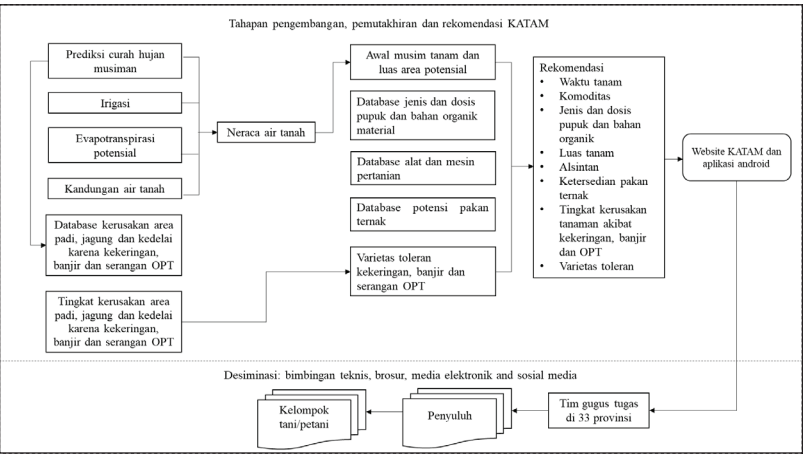 Tahapan pengembangan, pemutakhiran dan rekomendasi KATAM
Prediksi curah hujan
musiman
Irigasi
Evapotranspirasi
potensial
Kandungan air tanah
Database kerusakan area
padi, jagung dan kedelai
karena kekeringan,
banjir dan serangan OPT
Tingkat kerusakan area
padi, jagung dan kedelai
karena kekeringan,
banjir dan serangan OPT
Neraca air tanah
Awal musim tanam dan
luas area potensial
Database jenis dan dosis
pupuk dan bahan organik
material
Database alat dan mesin
pertanian
Database potensi pakan
ternak
Varietas toleran
kekeringan, banjir dan
serangan OPT
Rekomendasi
• Waktu tanam
• Komoditas
• Jenis dan dosis
pupuk dan bahan
organik
• Luas tanam
• Alsintan
• Ketersedian pakan
ternak
• Tingkat kerusakan
tanaman akibat
kekeringan, banjir
dan OPT
• Varietas toleran
Website KATAM dan
aplikasi android
Desiminasi: bimbingan teknis, brosur, media elektronik and sosial media
Kelompok
tani/petani
Penyuluh
Tim gugus tugas
di 33 provinsi